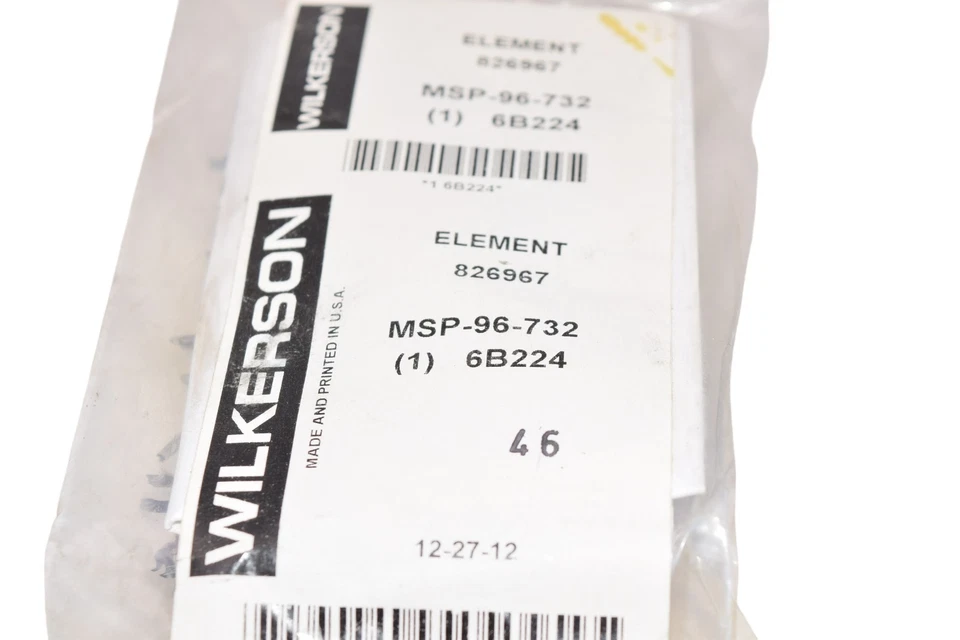 WILKERSON
ELEMENT
826967
MSP-96-732
(1) 6B224
*1 6B224*
WILKERSON
MADE AND PRINTED IN U.S.A.
ELEMENT
826967
MSP-96-732
(1) 6B224
46
12-27-12